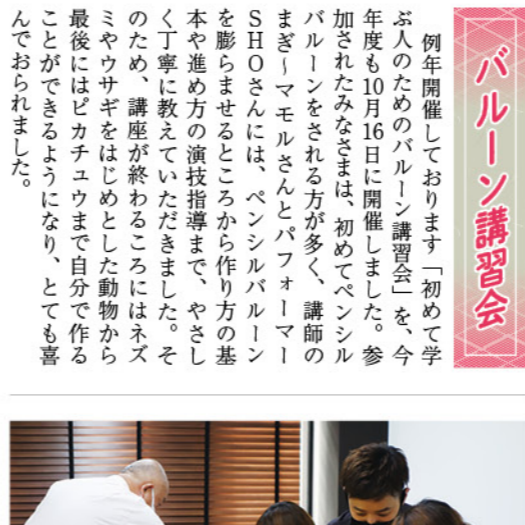 バルーン講習会
例年開催しております「初めて学
ぶ人のためのバルーン講習会」を、今
年度も10月16日に開催しました。参
加されたみなさまは、初めてペンシル
バルーンをされる方が多く、講師の
まぎ〜マモルさんとパフォーマー
SHOさんには、ペンシルバルーン
を膨らませるところから作り方の基
本や進め方の演技指導まで、やさし
く丁寧に教えていただきました。そ
のため、講座が終わるころにはネズ
ミやウサギをはじめとした動物から
最後にはピカチュウまで自分で作る
ことができるようになり、とても喜
んでおられました。